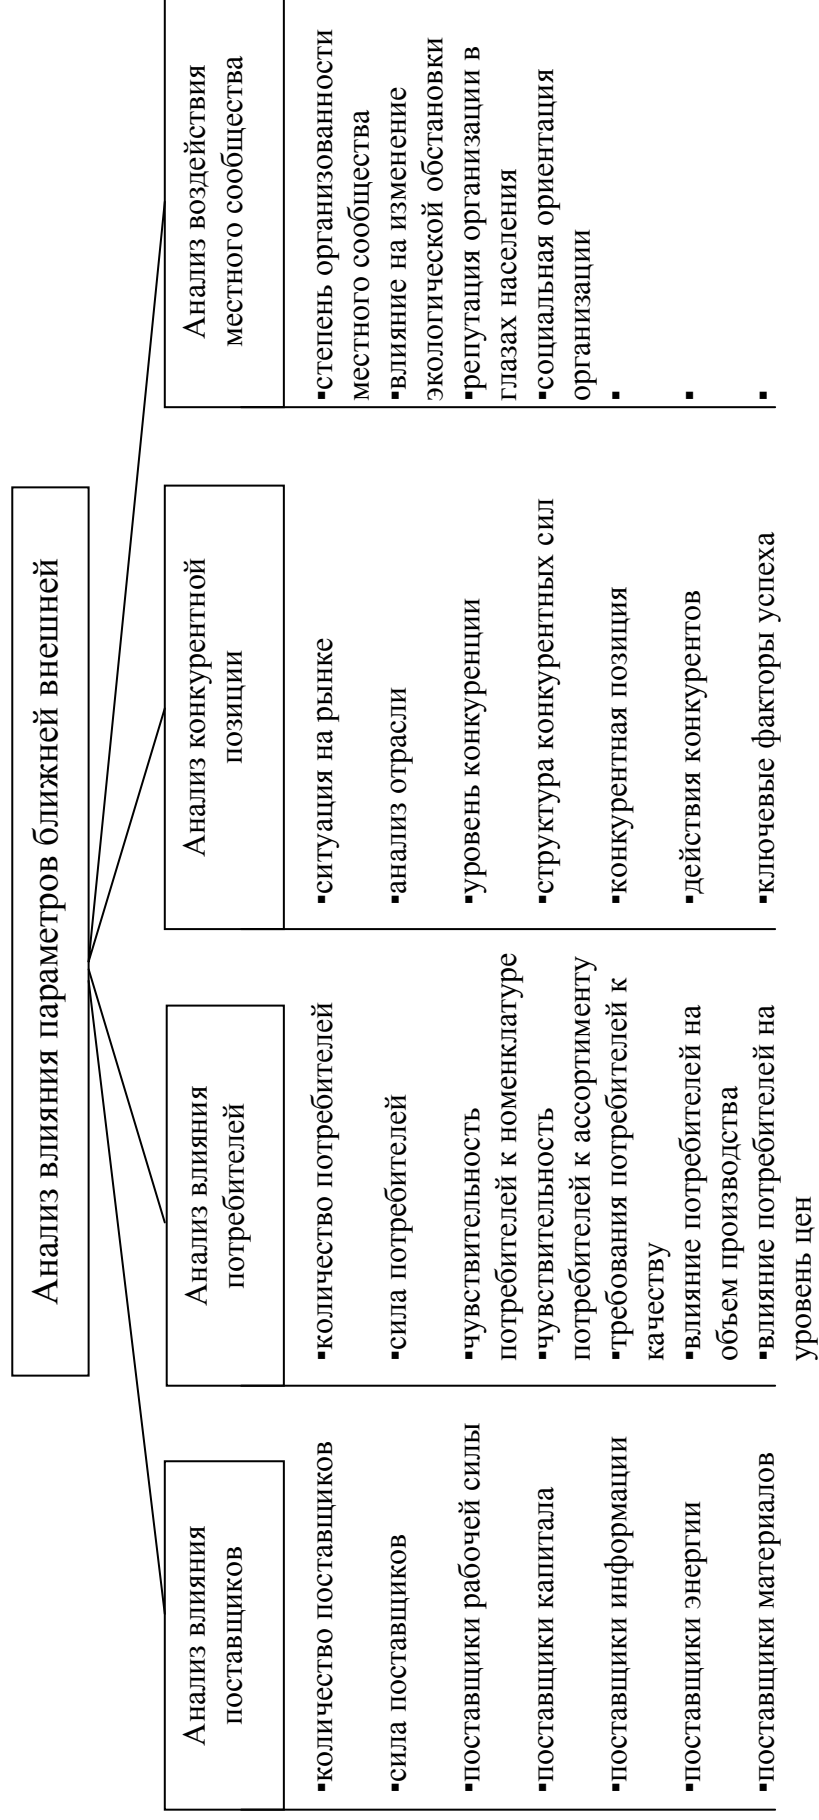 Анализ влияния параметров ближней внешней
Анализ влияния
поставщиков
▪количество поставщиков
▪сила поставщиков
▪поставщики рабочей силы
▪поставщики капитала
▪поставщики информации
▪поставщики энергии
▪поставщики материалов
Анализ влияния
потребителей
▪количество потребителей
▪сила потребителей
▪чувствительность
потребителей к номенклатуре
▪чувствительность
потребителей к ассортименту
▪требования потребителей к
качеству
▪влияние потребителей на
объем производства
▪влияние потребителей на
уровень цен
Анализ конкурентной
позиции
▪ситуация на рынке
▪анализ отрасли
▪уровень конкуренции
▪структура конкурентных сил
▪конкурентная позиция
▪действия конкурентов
▪ключевые факторы успеха
Анализ воздействия
местного сообщества
▪степень организованности
местного сообщества
▪влияние на изменение
экологической обстановки
▪репутация организации в
глазах населения
▪социальная ориентация
организации
▪
▪
▪